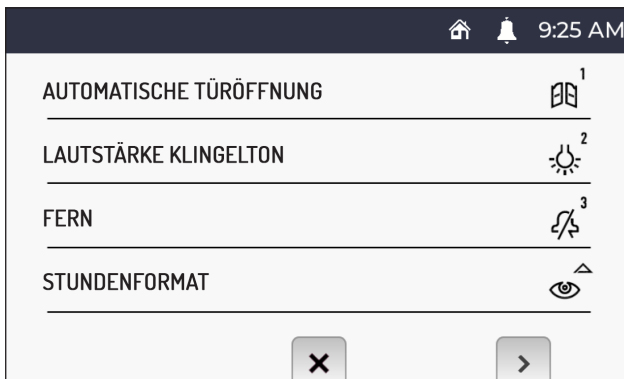 9:25 AM
AUTOMATISCHE TÜRÖFFNUNG 1
LAUTSTÄRKE KLINGELTON 2
FERN 3
STUNDENFORMAT